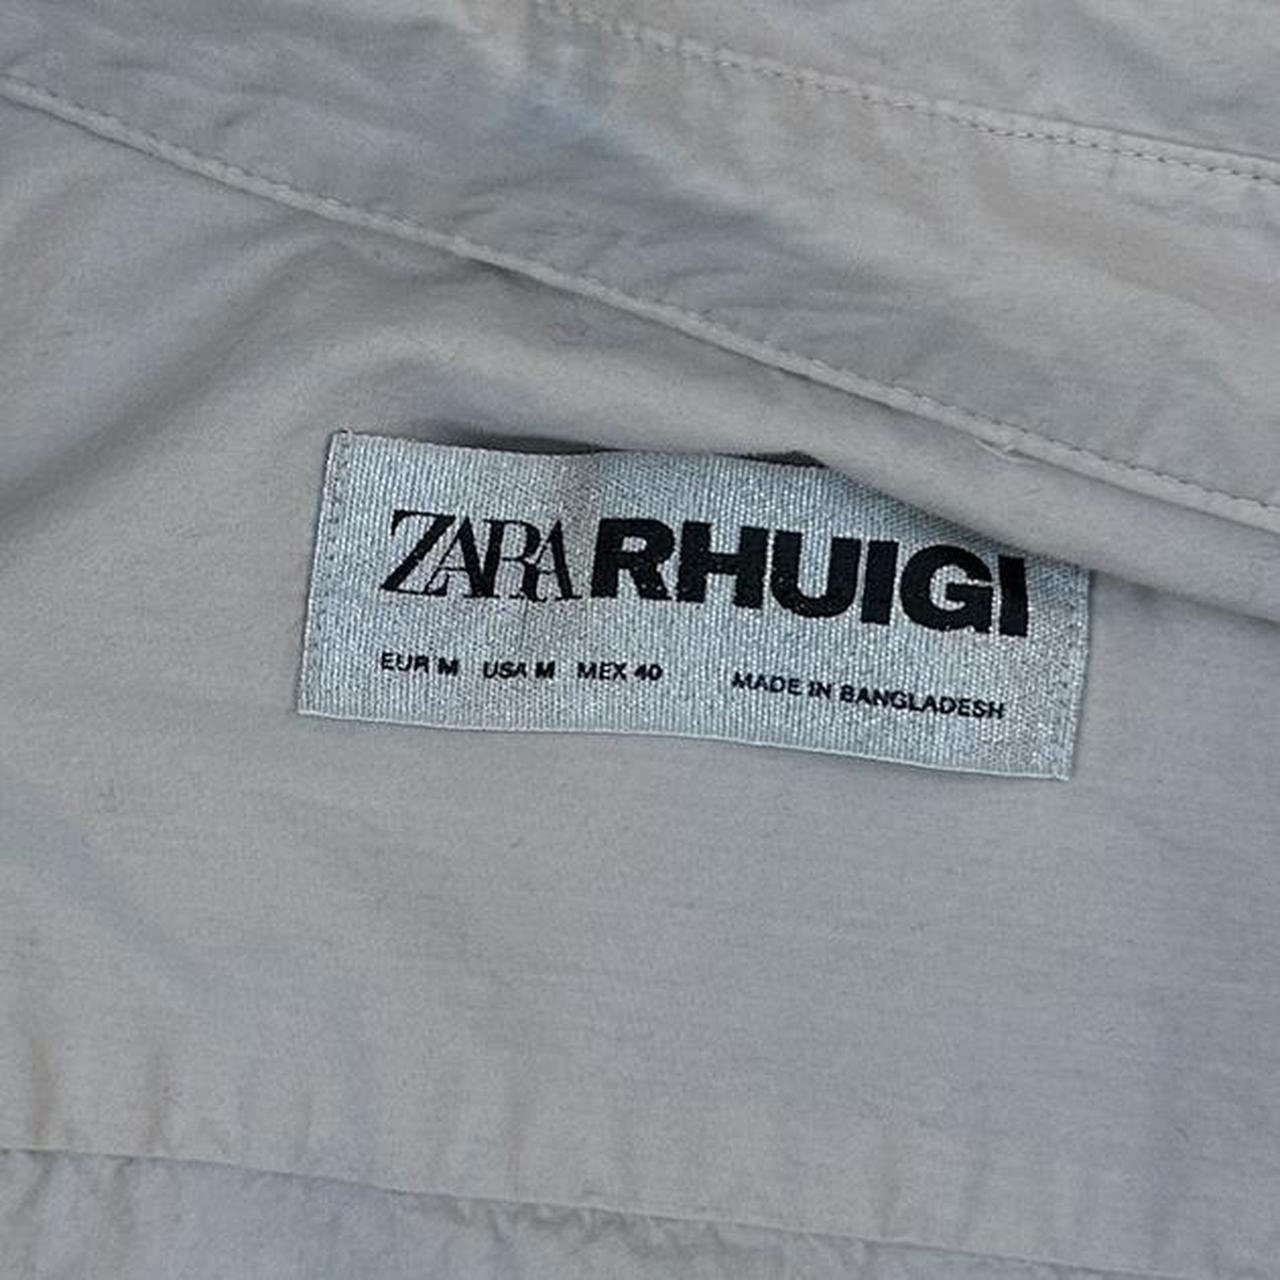 ZARA RHUIGI
EUR M USA M MEX 40 MADE IN BANGLADESH